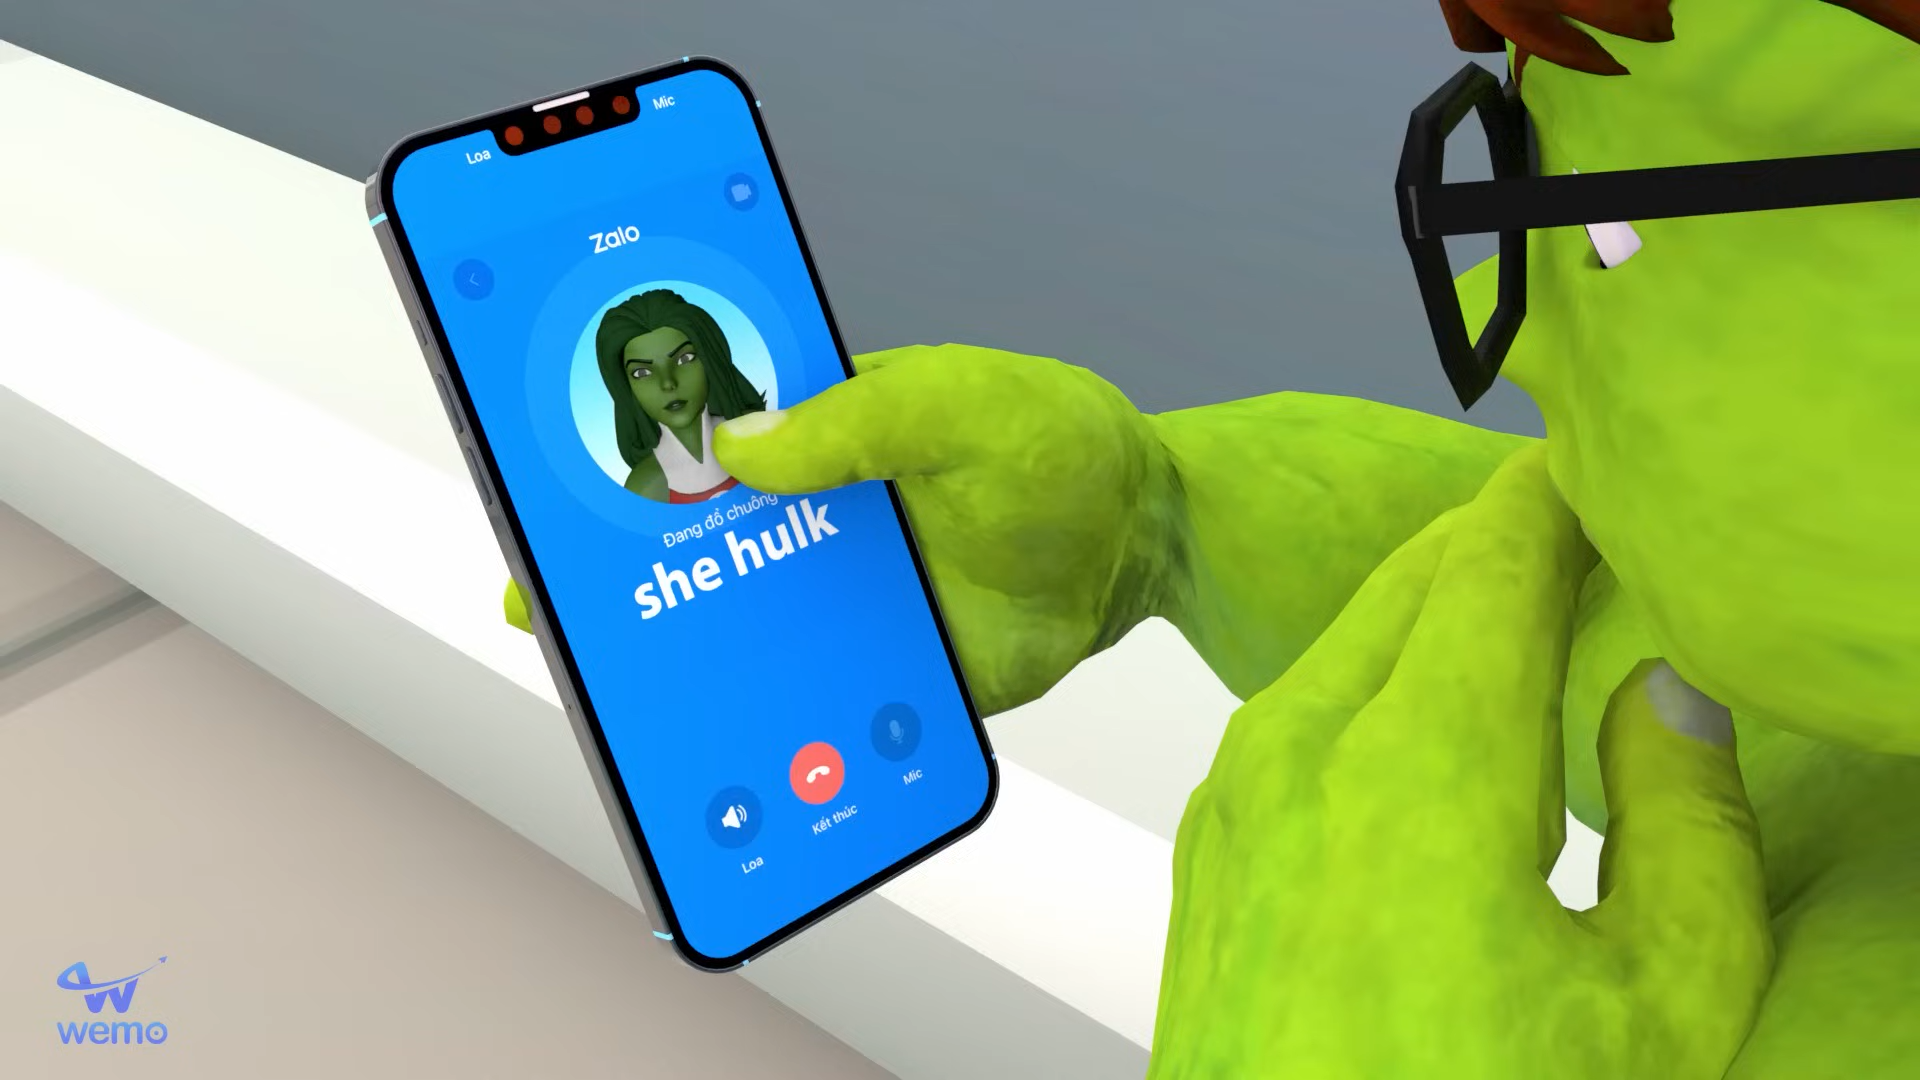 Mic
Loa
Zalo
Đang đổ chuông
she hulk
Mic
Kết thúc
Loa
wemo